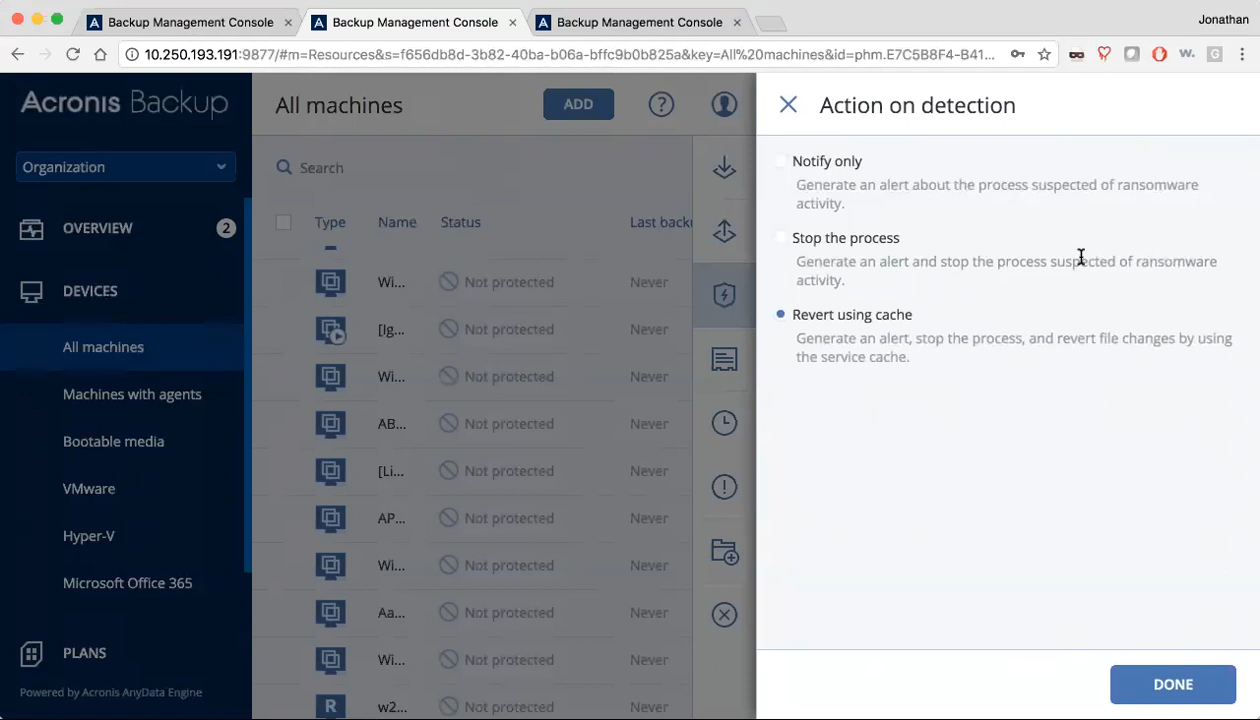 Backup Management Console
Backup Management Console
Backup Management Console
Jonathan
10.250.193.191:9877/#m=Resources&s=f656db8d-3b82-40ba-b06a-bffc9b0b825a&key=All%20machines&id=phm.E7C5B8F4-B41...
w.
G
Acronis Backup
Organization
OVERVIEW
2
DEVICES
All machines
Machines with agents
Bootable media
VMware
Hyper-V
Microsoft Office 365
PLANS
Powered by Acronis AnyData Engine
All machines
ADD
?
Search
Type Name Status Last backu
Wi... Not protected Never
[Ig... Not protected Never
Wi... Not protected Never
AB... Not protected Never
[Li... Not protected Never
AP... Not protected Never
Wi... Not protected Never
Aa... Not protected Never
Wi... Not protected Never
R w2... Not protected Never
Action on detection
Notify only
Generate an alert about the process suspected of ransomware
activity.
Stop the process
Generate an alert and stop the process suspected of ransomware
activity.
Revert using cache
Generate an alert, stop the process, and revert file changes by using
the service cache.
DONE